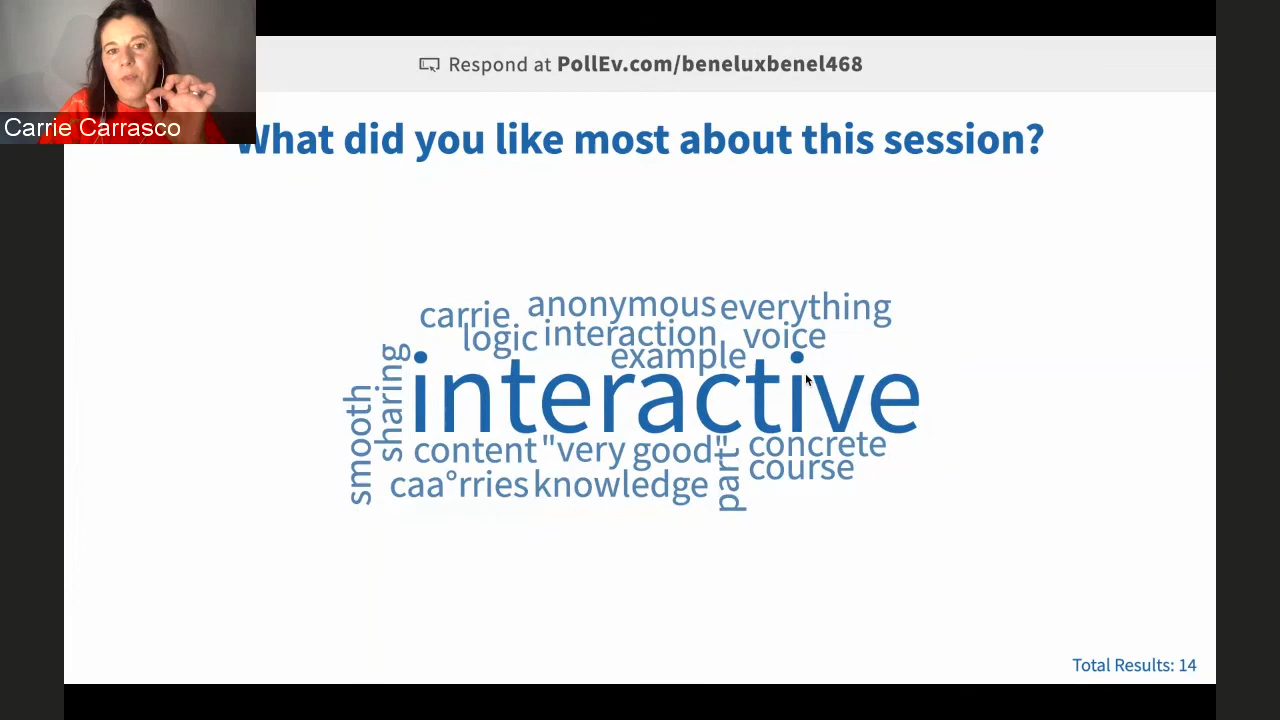 Respond at PollEv.com/beneluxbenel468
Carrie Carrasco
What did you like most about this session?
carrie
anonymous
everything
logic
interaction
voice
example
smooth
sharing
interactive
content
"very good"
part"
concrete
course
caa°rries
knowledge
Total Results: 14